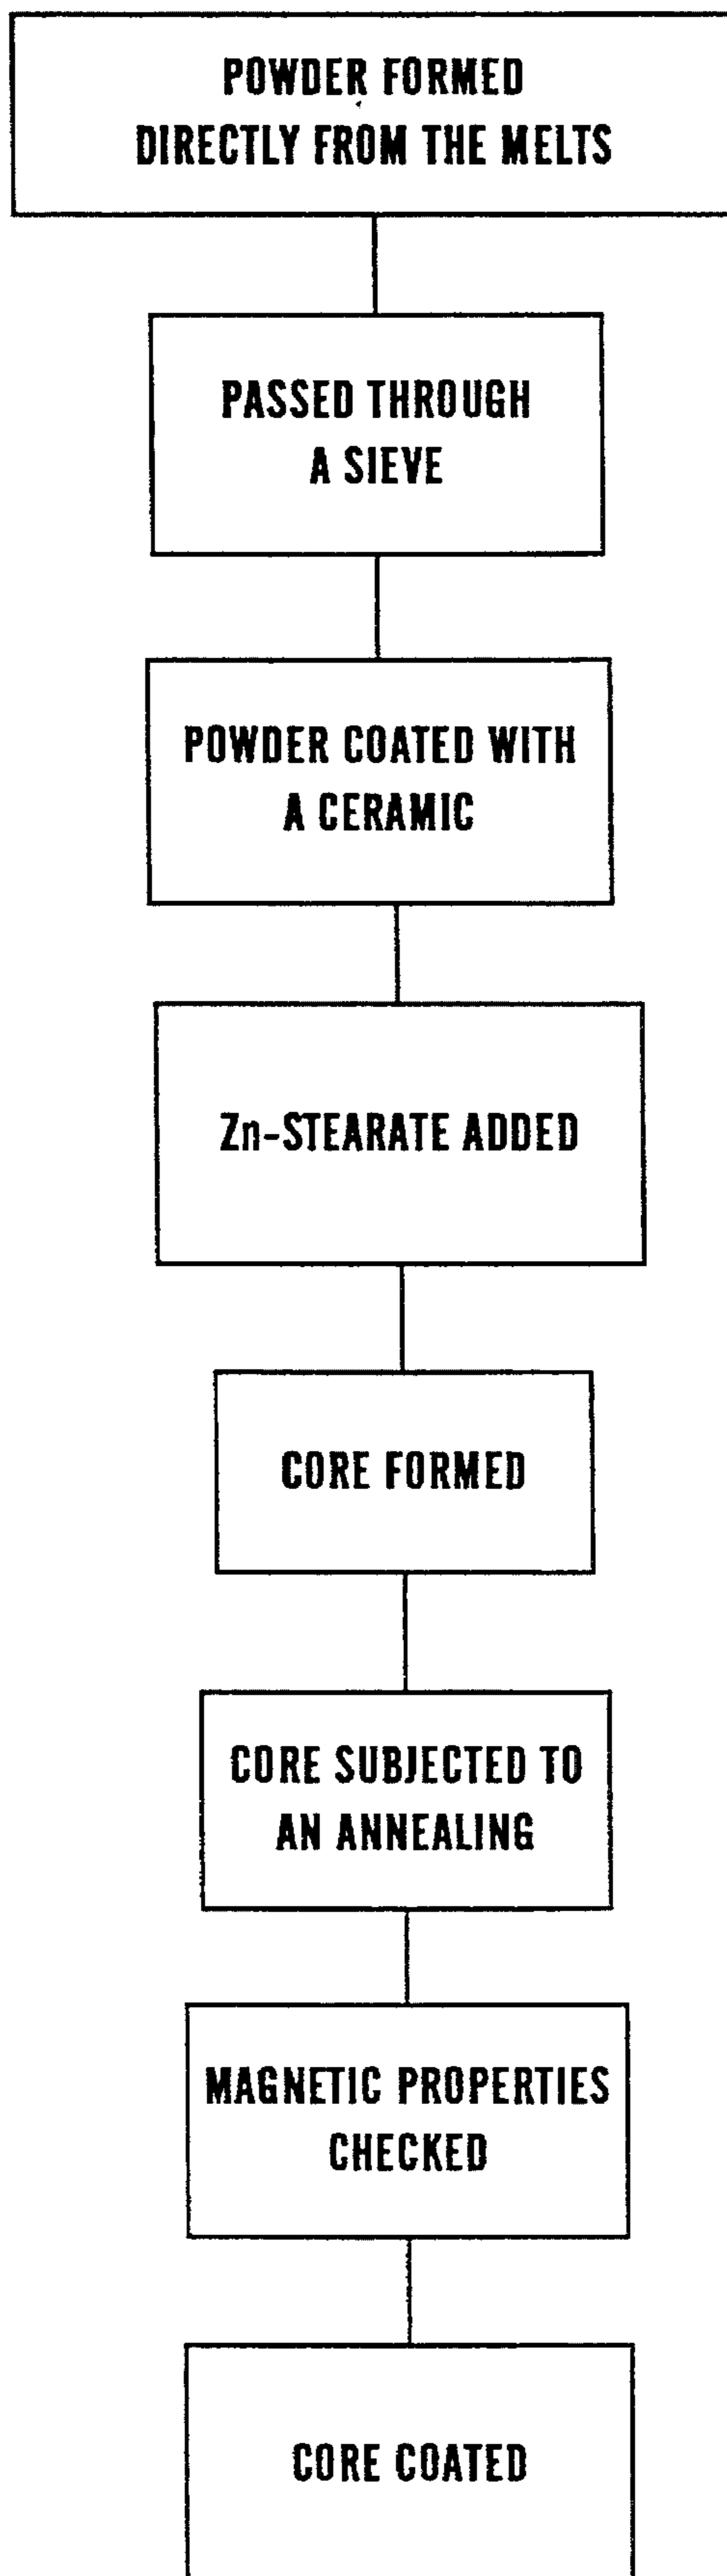 POWDER FORMED
DIRECTLY FROM THE MELTS
PASSED THROUGH
A SIEVE
POWDER COATED WITH
A CERAMIC
Zn-STEARATE ADDED
CORE FORMED
CORE SUBJECTED TO
AN ANNEALING
MAGNETIC PROPERTIES
CHECKED
CORE COATED